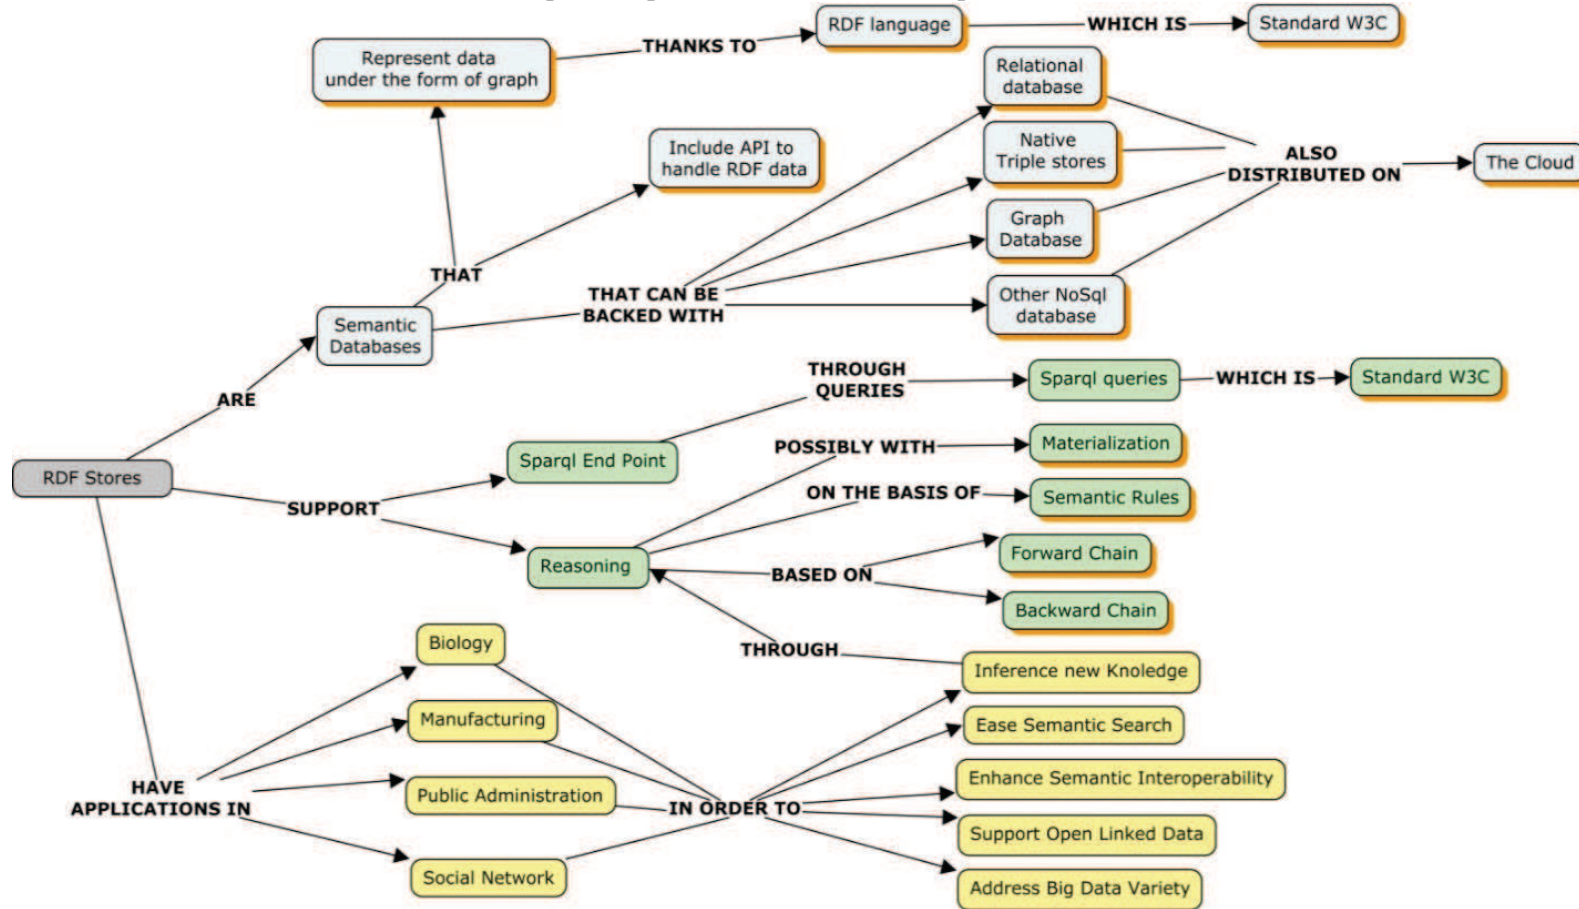 RDF language
WHICH IS
Standard W3C
THANKS TO
Represent data
under the form of graph
Relational
database
Include API to
handle RDF data
Native
Triple stores
ALSO
DISTRIBUTED ON
The Cloud
Graph
Database
THAT
THAT CAN BE
BACKED WITH
Other NoSql
database
Semantic
Databases
ARE
THROUGH
QUERIES
Sparql queries
WHICH IS
Standard W3C
POSSIBLY WITH
Materialization
Sparql End Point
RDF Stores
ON THE BASIS OF
Semantic Rules
SUPPORT
Forward Chain
Reasoning
BASED ON
Backward Chain
Biology
THROUGH
Inference new Knoledge
Manufacturing
Ease Semantic Search
Enhance Semantic Interoperability
HAVE
APPLICATIONS IN
Public Administration
IN ORDER TO
Support Open Linked Data
Social Network
Address Big Data Variety